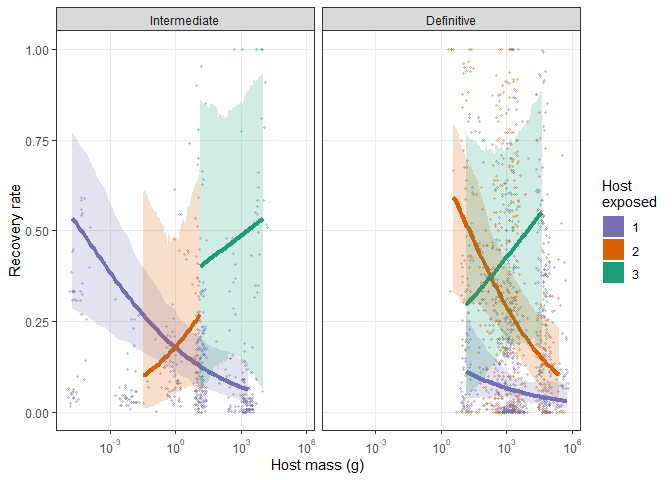 Intermediate
Definitive
1.00
0.75
0.50
0.25
0.00
Recovery rate
10^-3
10^0
10^3
10^6
10^-3
10^0
10^3
10^6
Host mass (g)
Host
exposed
1
2
3